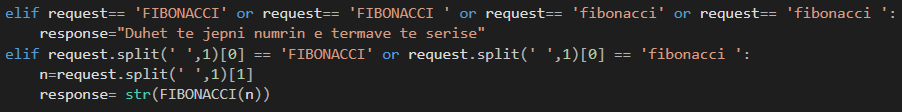 elif request== 'FIBONACCI' or request== 'FIBONACCI ' or request== 'fibonacci' or request== 'fibonacci ':
    response="Duhet te jepni numrin e termave te serise"
elif request.split(' ',1)[0] == 'FIBONACCI' or request.split(' ',1)[0] == 'fibonacci ':
    n=request.split(' ',1)[1]
    response= str(FIBONACCI(n))